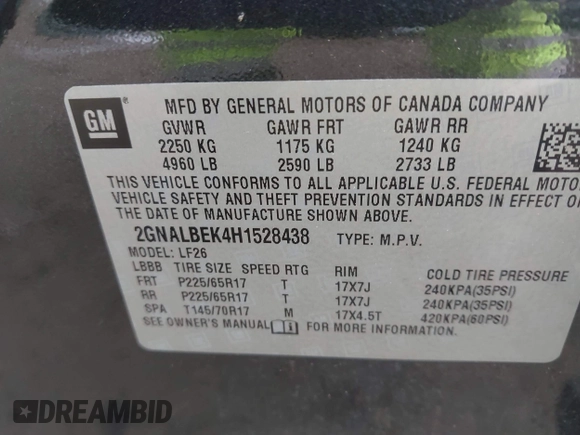 GM
MFD BY GENERAL MOTORS OF CANADA COMPANY
GVWR GAWR FRT GAWR RR
2250 KG 1175 KG 1240 KG
4960 LB 2590 LB 2733 LB
THIS VEHICLE CONFORMS TO ALL APPLICABLE U.S. FEDERAL MOTO
VEHICLE SAFETY AND THEFT PREVENTION STANDARDS IN EFFECT O
THE DATE OF MANUFACTURE SHOWN ABOVE.
2GNALBEK4H1528438 TYPE: M.P.V.
MODEL: LF26
LBBB TIRE SIZE SPEED RTG RIM COLD TIRE PRESSURE
FRT P225/65R17 T 17X7J 240KPA(35PSI)
RR P225/65R17 T 17X7J 240KPA(35PSI)
SPA T145/70R17 M 17X4.5T 420KPA(60PSI)
SEE OWNER'S MANUAL FOR MORE INFORMATION.
DREAMBID